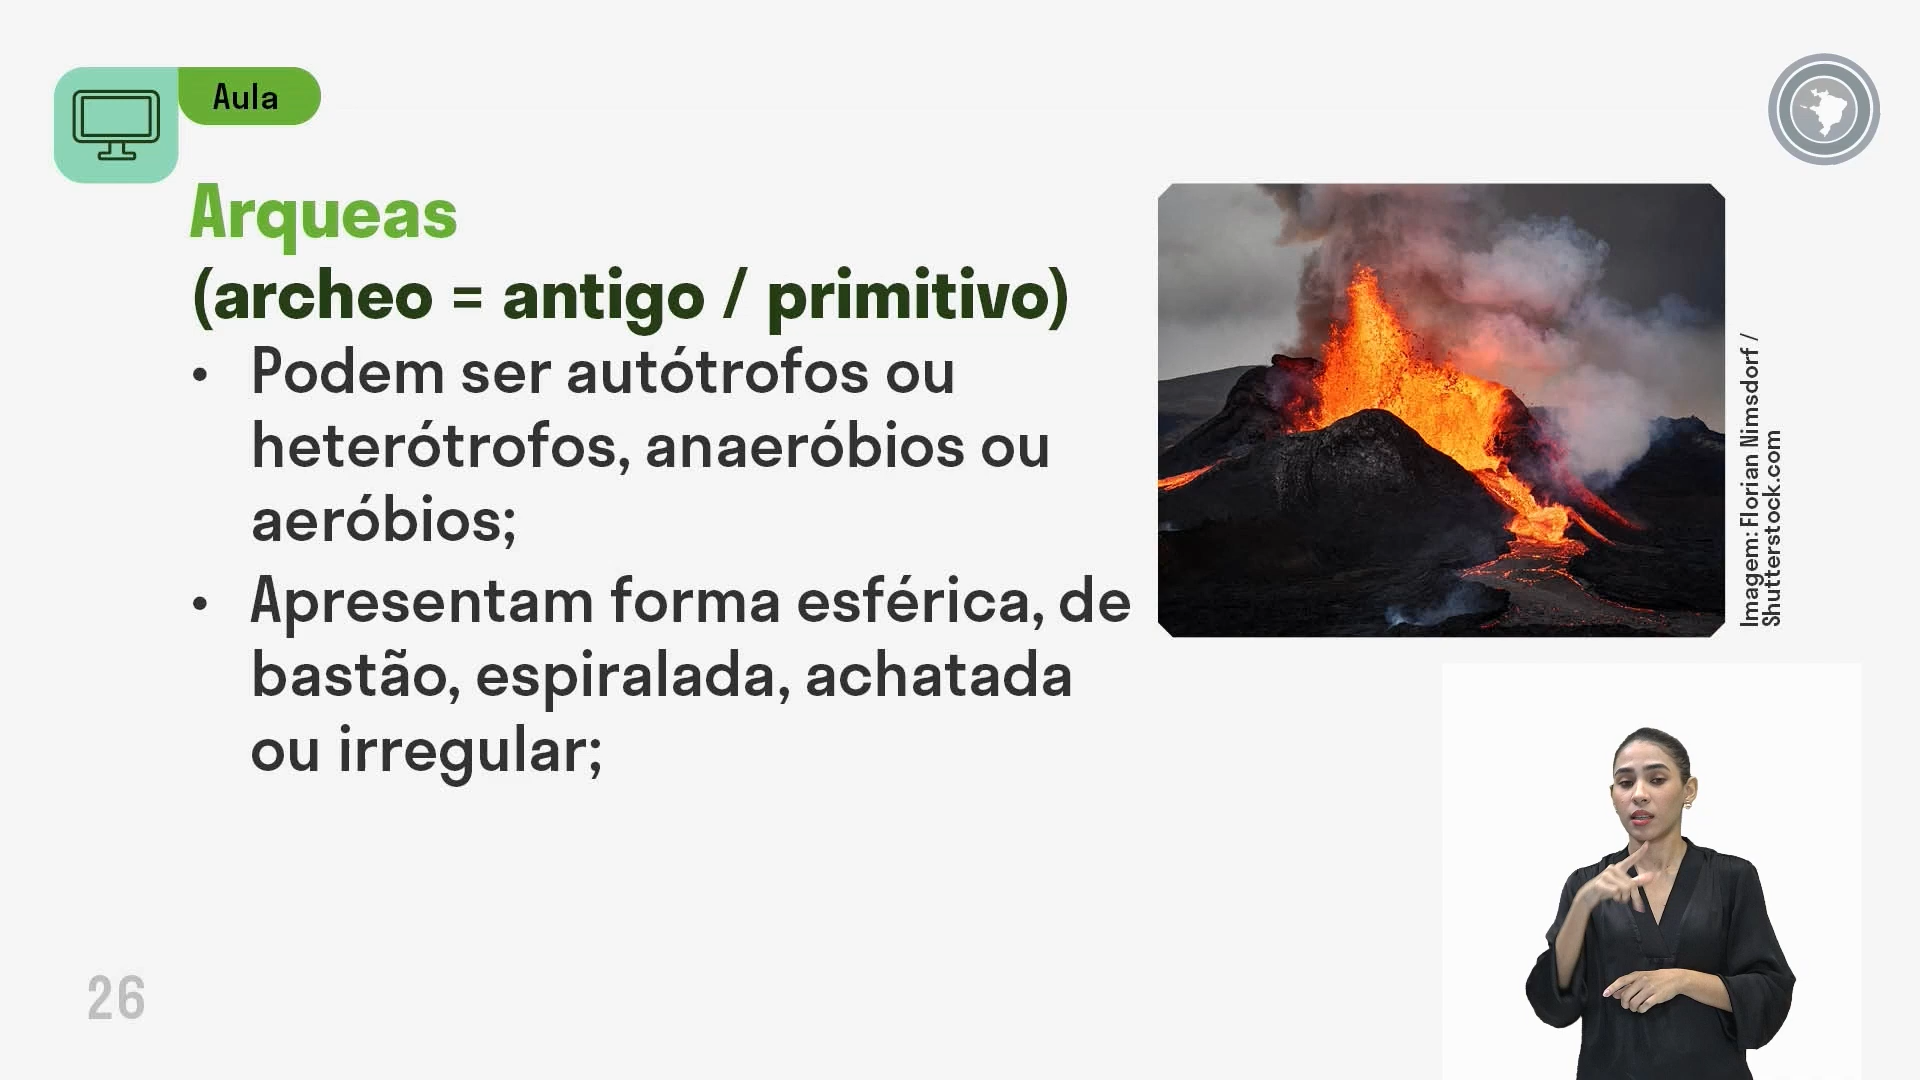 Aula
Arqueas
(archeo = antigo / primitivo)
• Podem ser autótrofos ou
heterótrofos, anaeróbios ou
aeróbios;
• Apresentam forma esférica, de
bastão, espiralada, achatada
ou irregular;
Imagem: Florian Nimsdorf /
Shutterstock.com
26